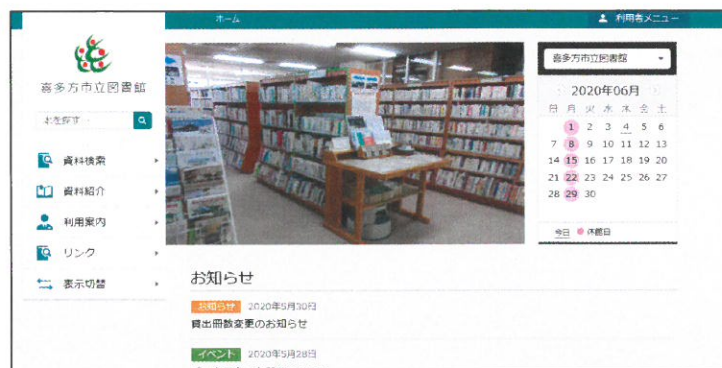 ホーム
利用者メニュー
喜多方市立図書館
本を探す
資料検索
資料紹介
利用案内
リンク
表示切替
喜多方市立図書館
2020年06月
日 月 火 水 木 金 土
1 2 3 4 5 6
7 8 9 10 11 12 13
14 15 16 17 18 19 20
21 22 23 24 25 26 27
28 29 30
今日 休館日
お知らせ
お知らせ 2020年5月30日
貸出冊数変更のお知らせ
イベント 2020年5月28日